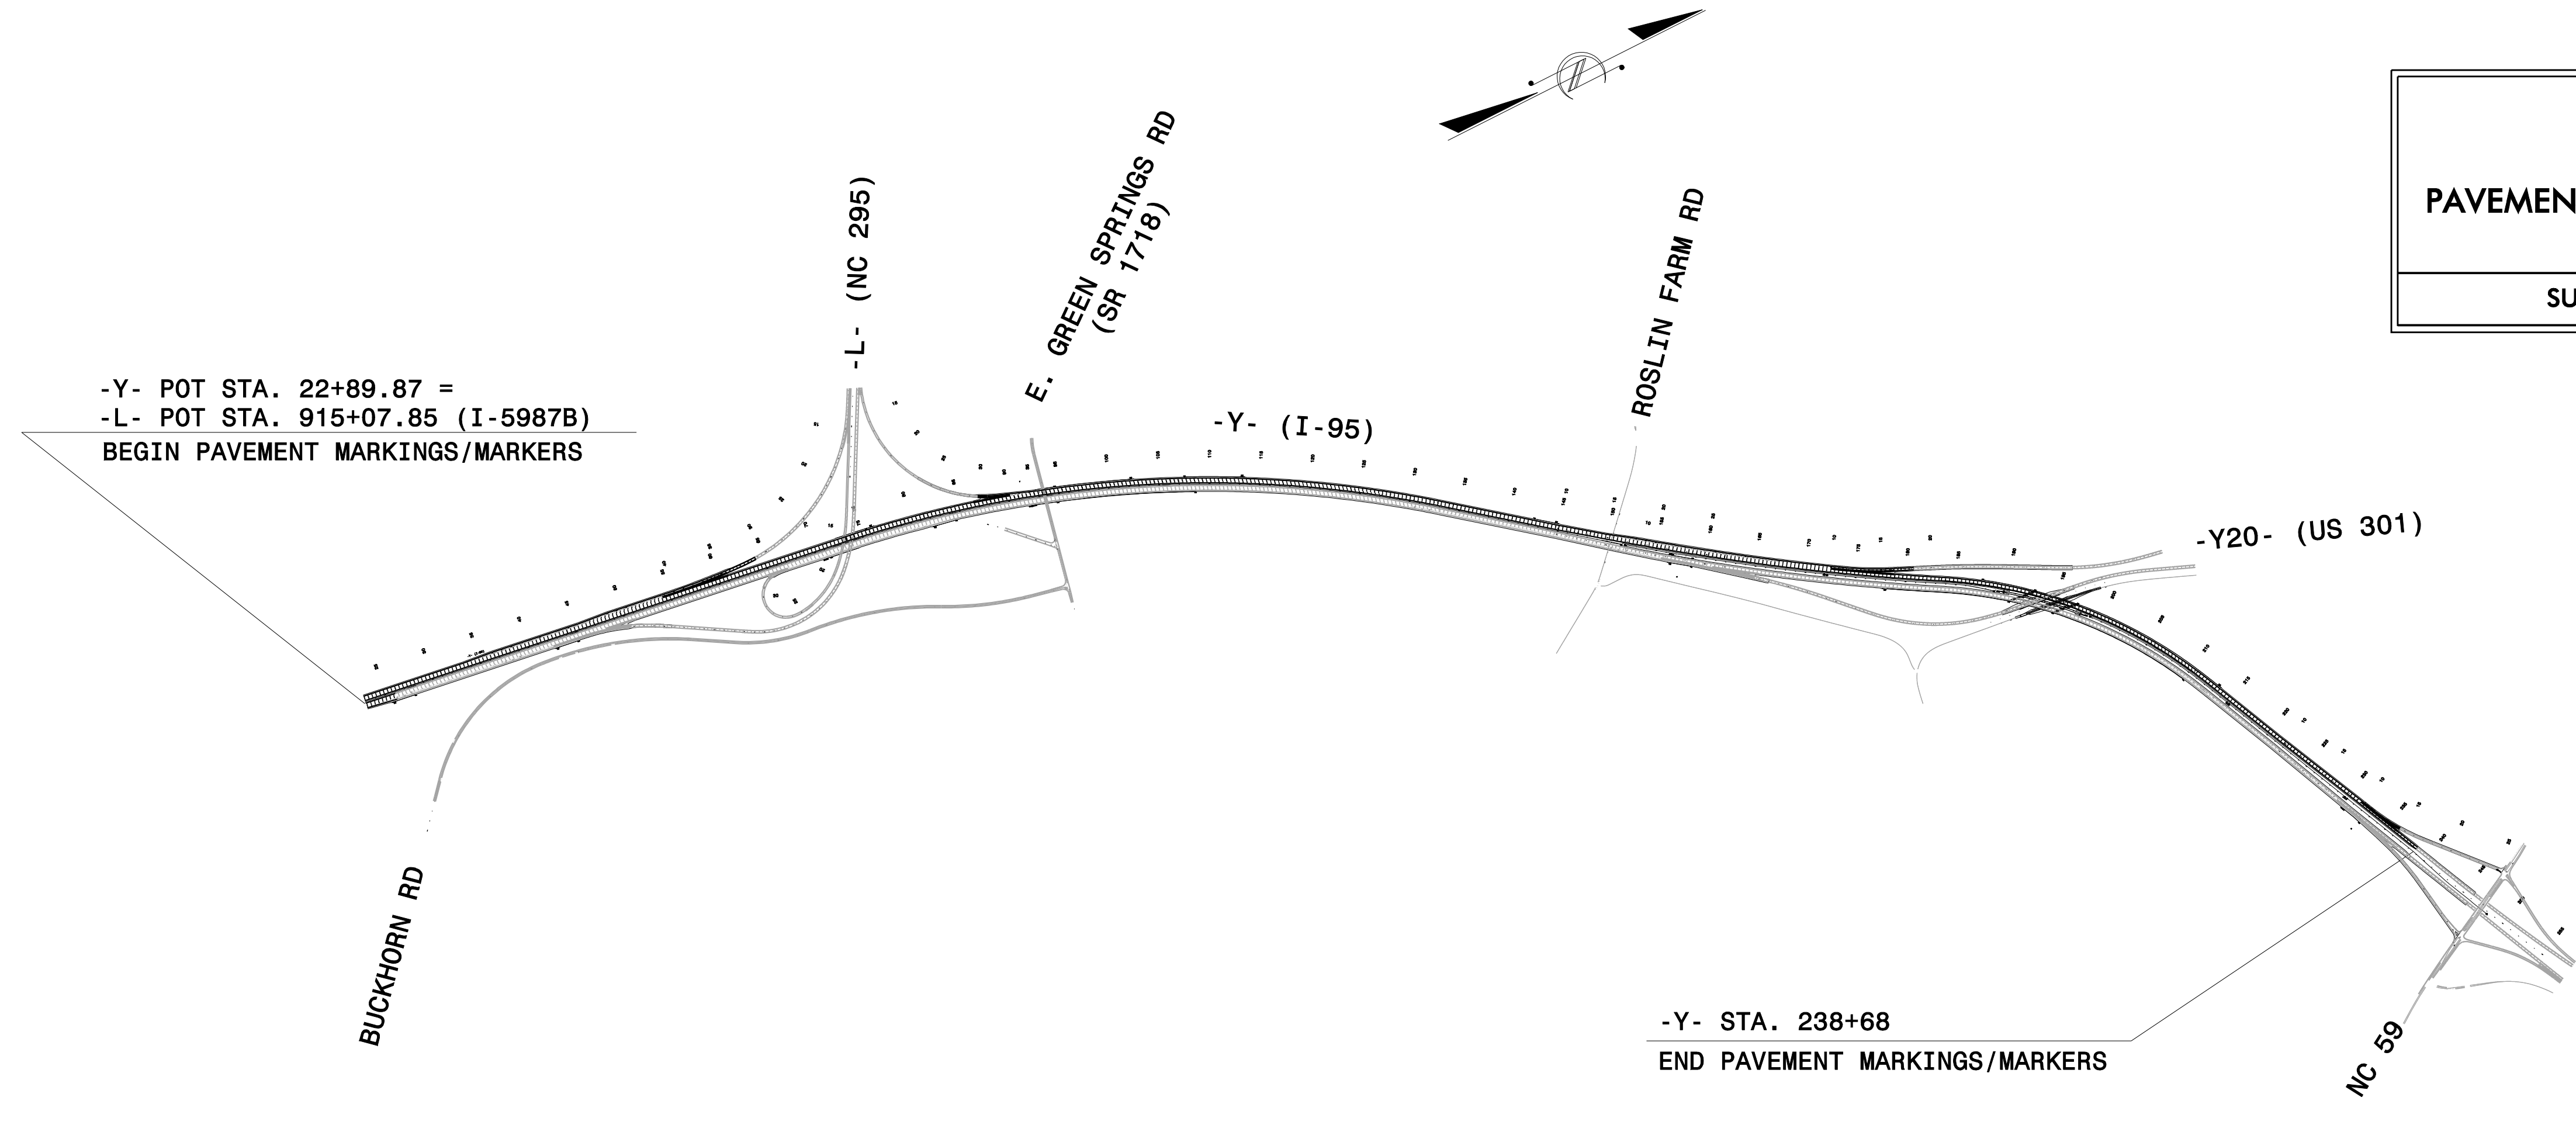 PAVEMEN
SU
-L- (NC 295)
E. GREEN SPRINGS RD
(SR 1718)
ROSLIN FARM RD
-Y- POT STA. 22+89.87 =
-L- POT STA. 915+07.85 (I-5987B)
BEGIN PAVEMENT MARKINGS/MARKERS
-Y- (I-95)
-Y20- (US 301)
BUCKHORN RD
-Y- STA. 238+68
END PAVEMENT MARKINGS/MARKERS
NC 59